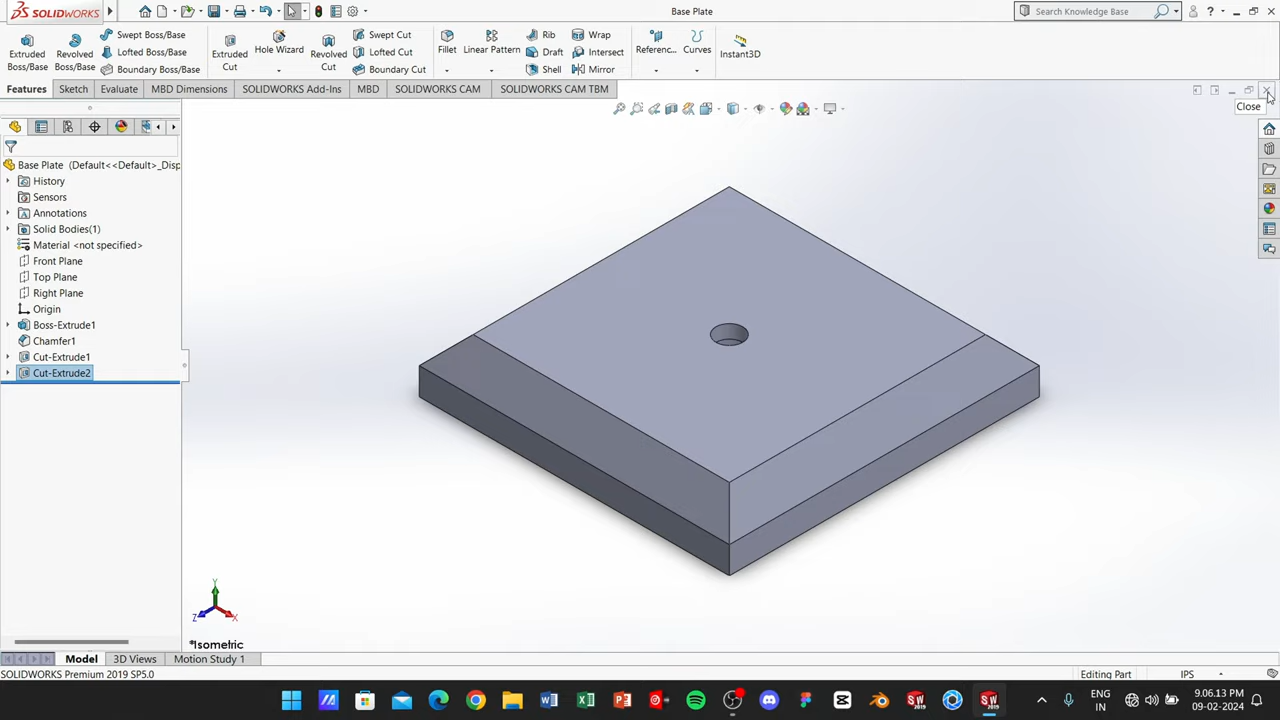 SOLIDWORKS
Base Plate
Search Knowledge Base
Extruded Boss/Base
Revolved Boss/Base
Swept Boss/Base
Lofted Boss/Base
Boundary Boss/Base
Extruded Cut
Hole Wizard
Revolved Cut
Swept Cut
Lofted Cut
Boundary Cut
Fillet
Linear Pattern
Rib
Draft
Shell
Wrap
Intersect
Mirror
Referenc...
Curves
Instant3D
Features
Sketch
Evaluate
MBD Dimensions
SOLIDWORKS Add-Ins
MBD
SOLIDWORKS CAM
SOLIDWORKS CAM TBM
Close
Base Plate (Default<<Default>_Disp
History
Sensors
Annotations
Solid Bodies(1)
Material <not specified>
Front Plane
Top Plane
Right Plane
Origin
Boss-Extrude1
Chamfer1
Cut-Extrude1
Cut-Extrude2
Y
Z
X
*Isometric
Model
3D Views
Motion Study 1
SOLIDWORKS Premium 2019 SP5.0
Editing Part
IPS
ENG
IN
9.06.13 PM
09-02-2024